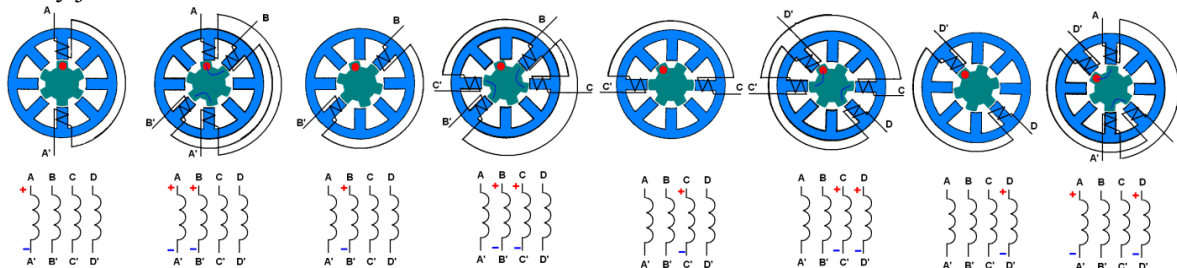 A
A'
A
B
B'
A'
B
B'
B
C'
C
B'
C'
C
D'
C'
C
D
D'
D
A
D'
A'
A B C D
+
–
A' B' C' D'
A B C D
+ +
– –
A' B' C' D'
A B C D
+
–
A' B' C' D'
A B C D
+ +
– –
A' B' C' D'
A B C D
+
–
A' B' C' D'
A B C D
+ +
– –
A' B' C' D'
A B C D
+
–
A' B' C' D'
A B C D
+ +
– –
A' B' C' D'